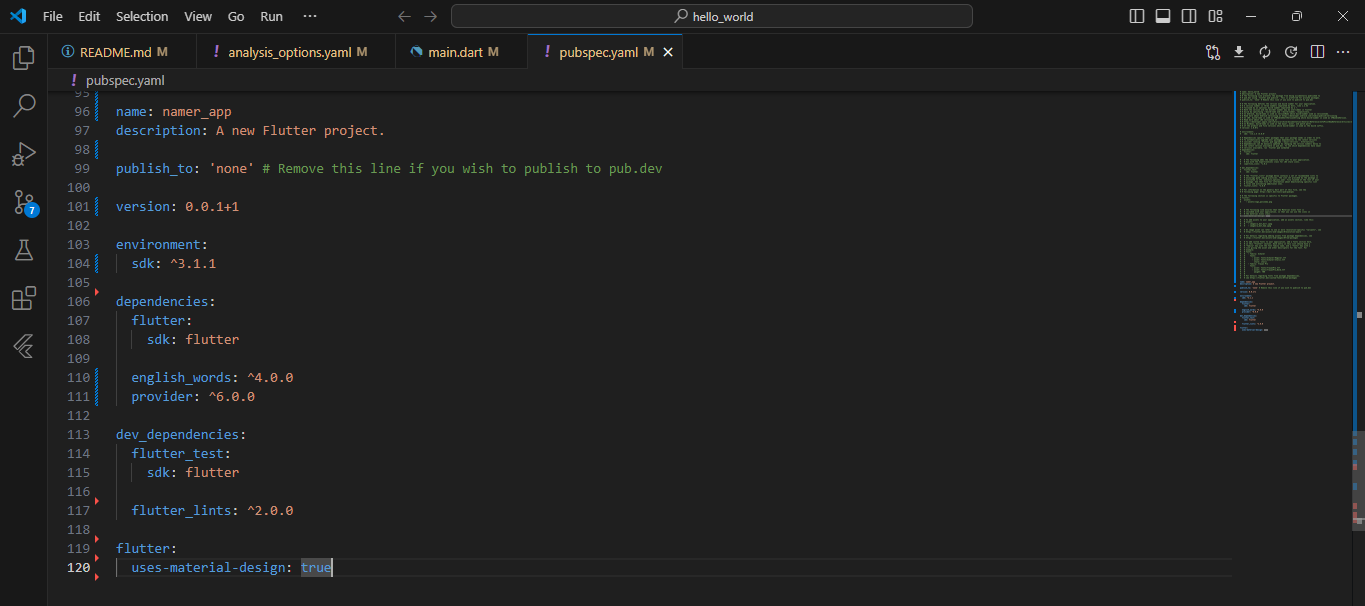 File Edit Selection View Go Run ··· hello_world
README.md M analysis_options.yaml M main.dart M pubspec.yaml M
pubspec.yaml
95
96 name: namer_app
97 description: A new Flutter project.
98
99 publish_to: 'none' # Remove this line if you wish to publish to pub.dev
100
101 version: 0.0.1+1
102
103 environment:
104 sdk: ^3.1.1
105
106 dependencies:
107 flutter:
108 sdk: flutter
109
110 english_words: ^4.0.0
111 provider: ^6.0.0
112
113 dev_dependencies:
114 flutter_test:
115 sdk: flutter
116
117 flutter_lints: ^2.0.0
118
119 flutter:
120 uses-material-design: true
7